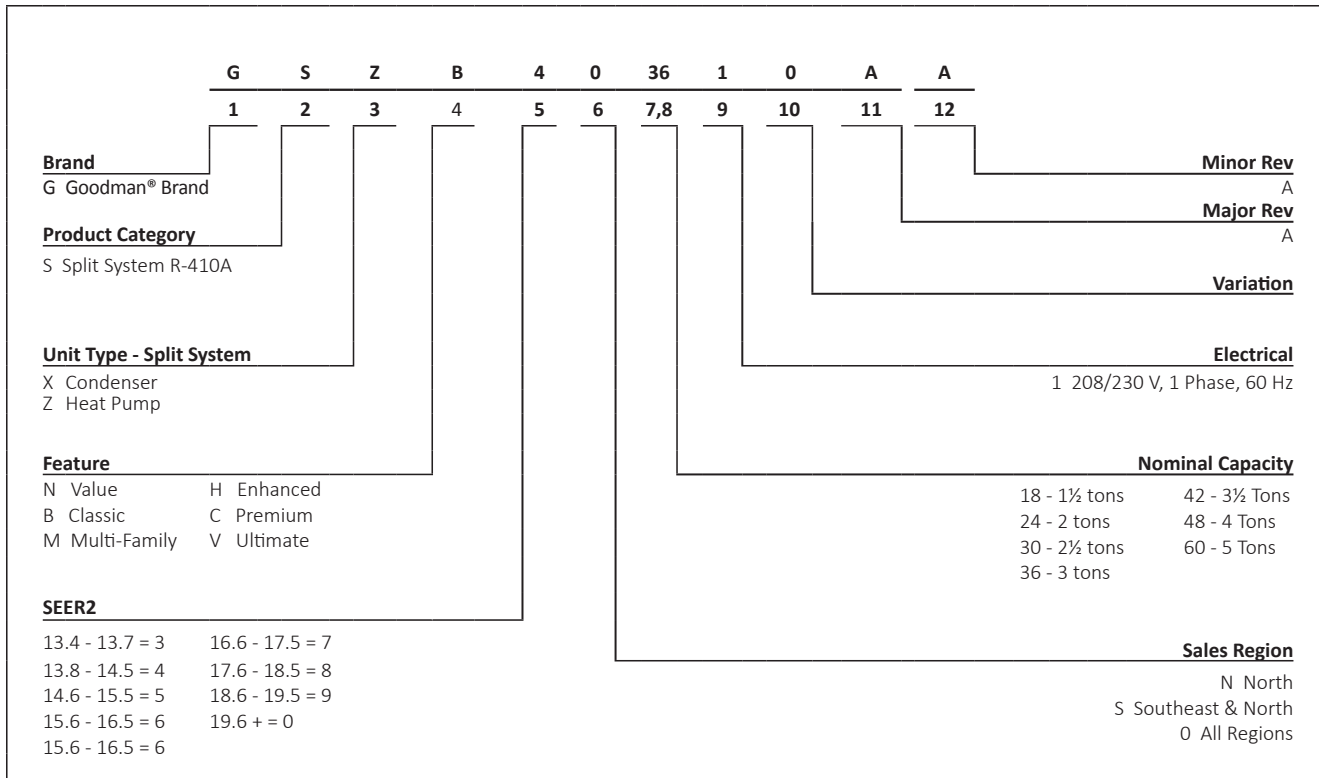 G S Z B 4 0 36 1 0 A A
1 2 3 4 5 6 7,8 9 10 11 12
Brand
G Goodman® Brand
Product Category
S Split System R-410A
Unit Type - Split System
X Condenser
Z Heat Pump
Feature
N Value H Enhanced
B Classic C Premium
M Multi-Family V Ultimate
SEER2
13.4 - 13.7 = 3 16.6 - 17.5 = 7
13.8 - 14.5 = 4 17.6 - 18.5 = 8
14.6 - 15.5 = 5 18.6 - 19.5 = 9
15.6 - 16.5 = 6 19.6 + = 0
15.6 - 16.5 = 6
Minor Rev
A
Major Rev
A
Variation
Electrical
1 208/230 V, 1 Phase, 60 Hz
Nominal Capacity
18 - 1½ tons 42 - 3½ Tons
24 - 2 tons 48 - 4 Tons
30 - 2½ tons 60 - 5 Tons
36 - 3 tons
Sales Region
N North
S Southeast & North
0 All Regions